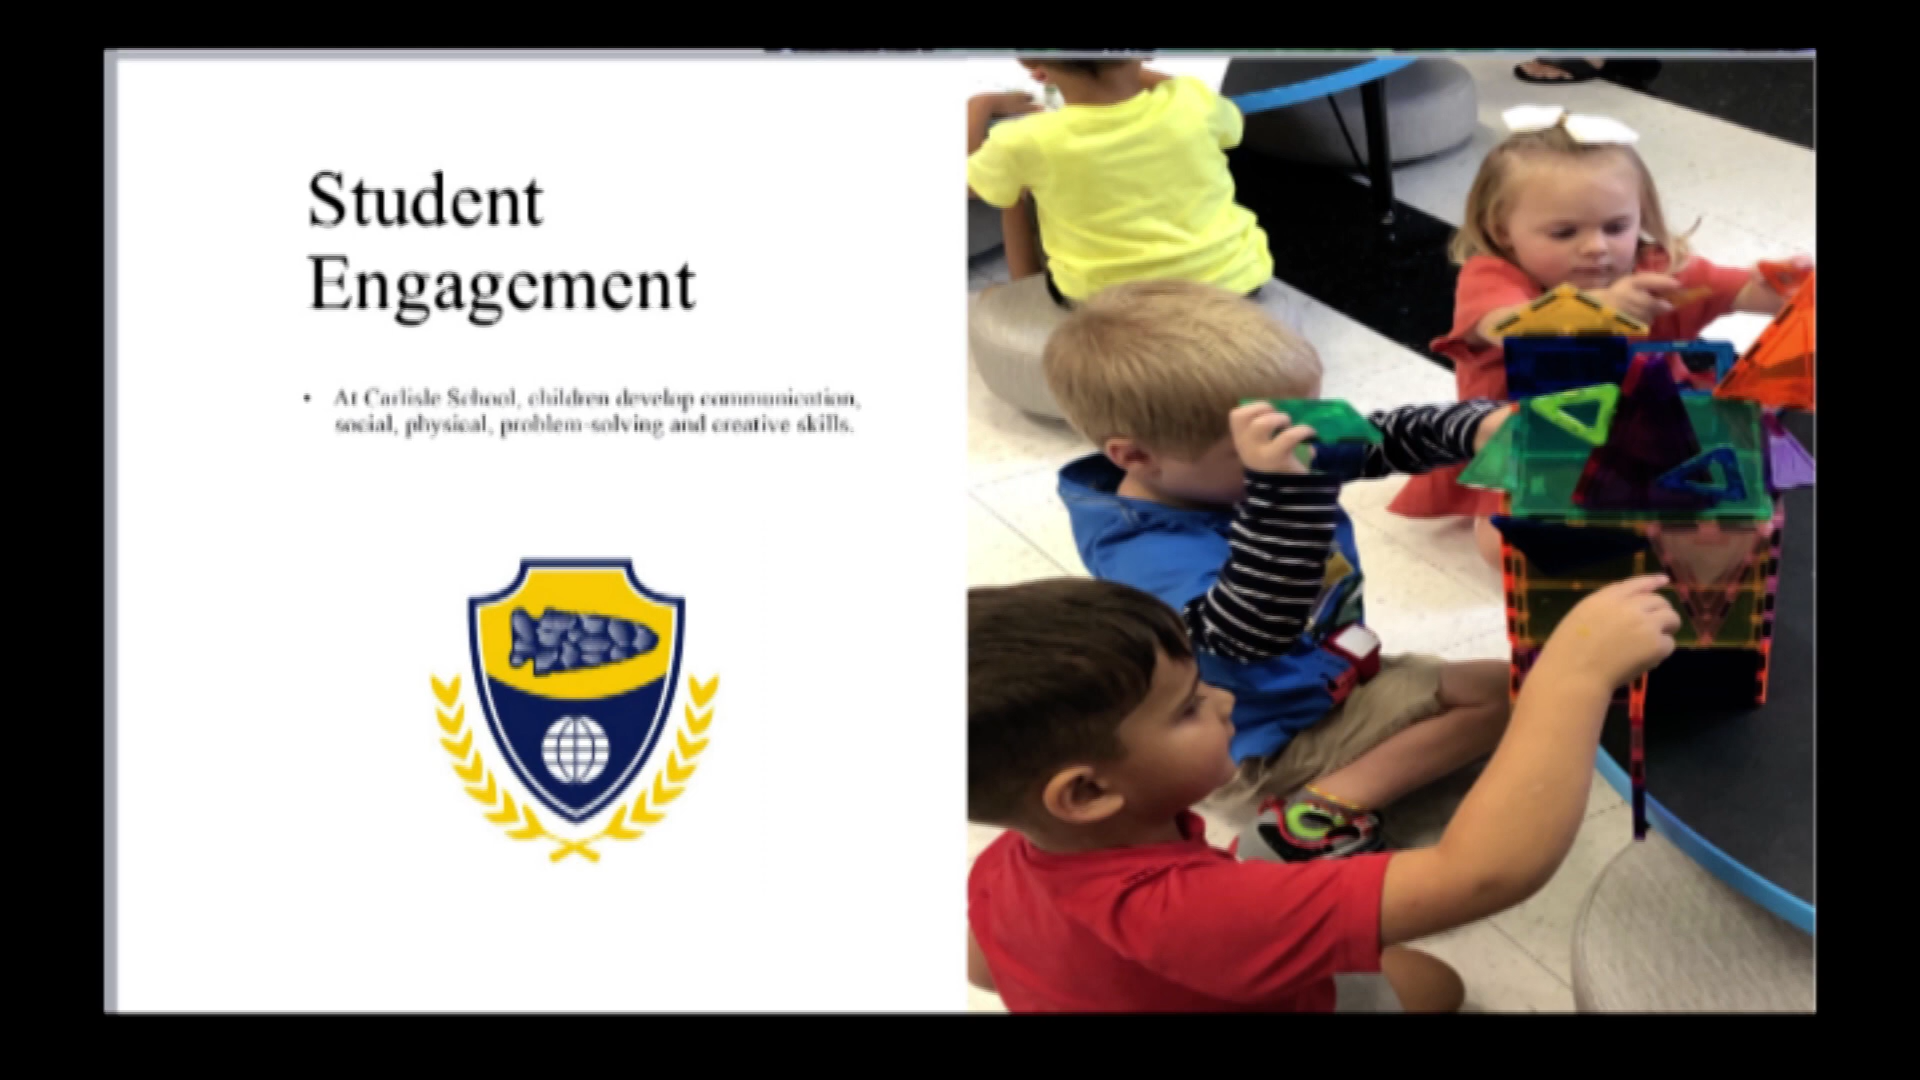 Student
Engagement
• At Carlisle School, children develop communication,
social, physical, problem-solving and creative skills.